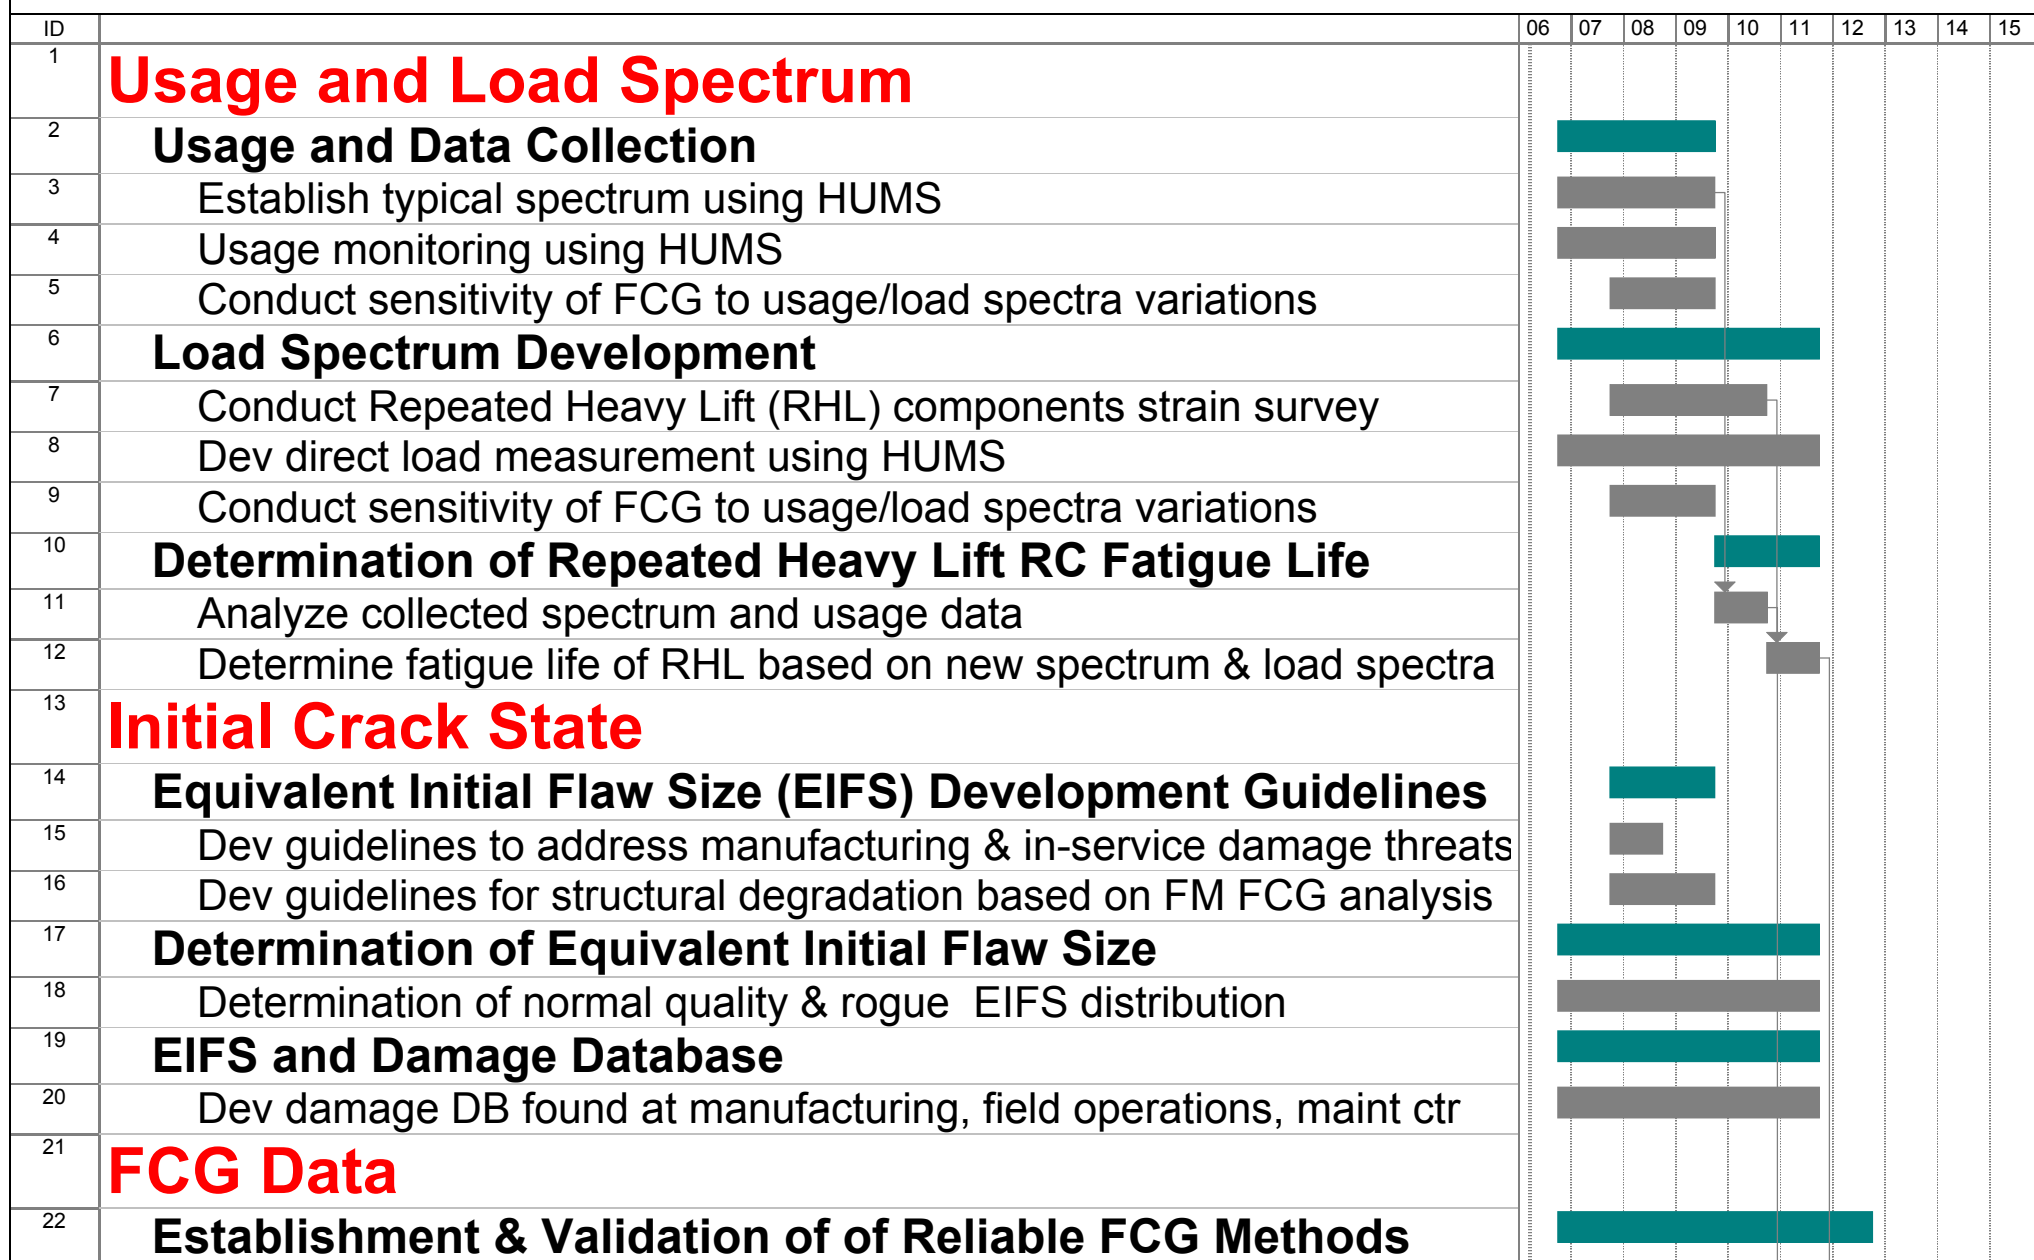 ID 06 07 08 09 10 11 12 13 14 15
1 Usage and Load Spectrum
2 Usage and Data Collection
3 Establish typical spectrum using HUMS
4 Usage monitoring using HUMS
5 Conduct sensitivity of FCG to usage/load spectra variations
6 Load Spectrum Development
7 Conduct Repeated Heavy Lift (RHL) components strain survey
8 Dev direct load measurement using HUMS
9 Conduct sensitivity of FCG to usage/load spectra variations
10 Determination of Repeated Heavy Lift RC Fatigue Life
11 Analyze collected spectrum and usage data
12 Determine fatigue life of RHL based on new spectrum & load spectra
13 Initial Crack State
14 Equivalent Initial Flaw Size (EIFS) Development Guidelines
15 Dev guidelines to address manufacturing & in-service damage threats
16 Dev guidelines for structural degradation based on FM FCG analysis
17 Determination of Equivalent Initial Flaw Size
18 Determination of normal quality & rogue  EIFS distribution
19 EIFS and Damage Database
20 Dev damage DB found at manufacturing, field operations, maint ctr
21 FCG Data
22 Establishment & Validation of of Reliable FCG Methods